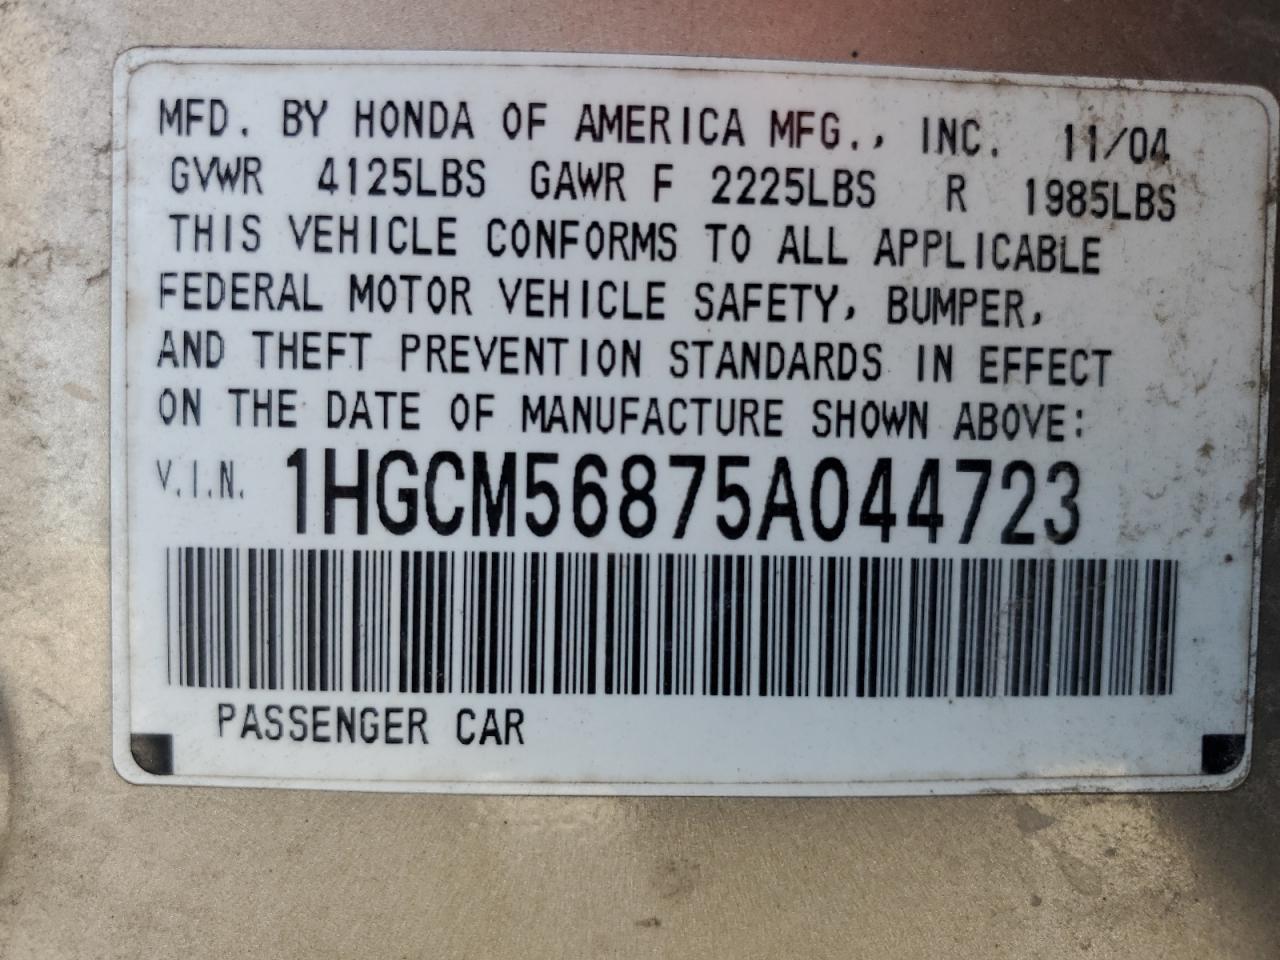 MFD. BY HONDA OF AMERICA MFG., INC. 11/04
GVWR 4125LBS GAWR F 2225LBS R 1985LBS
THIS VEHICLE CONFORMS TO ALL APPLICABLE
FEDERAL MOTOR VEHICLE SAFETY, BUMPER,
AND THEFT PREVENTION STANDARDS IN EFFECT
ON THE DATE OF MANUFACTURE SHOWN ABOVE:
V.I.N. 1HGCM56875A044723
PASSENGER CAR